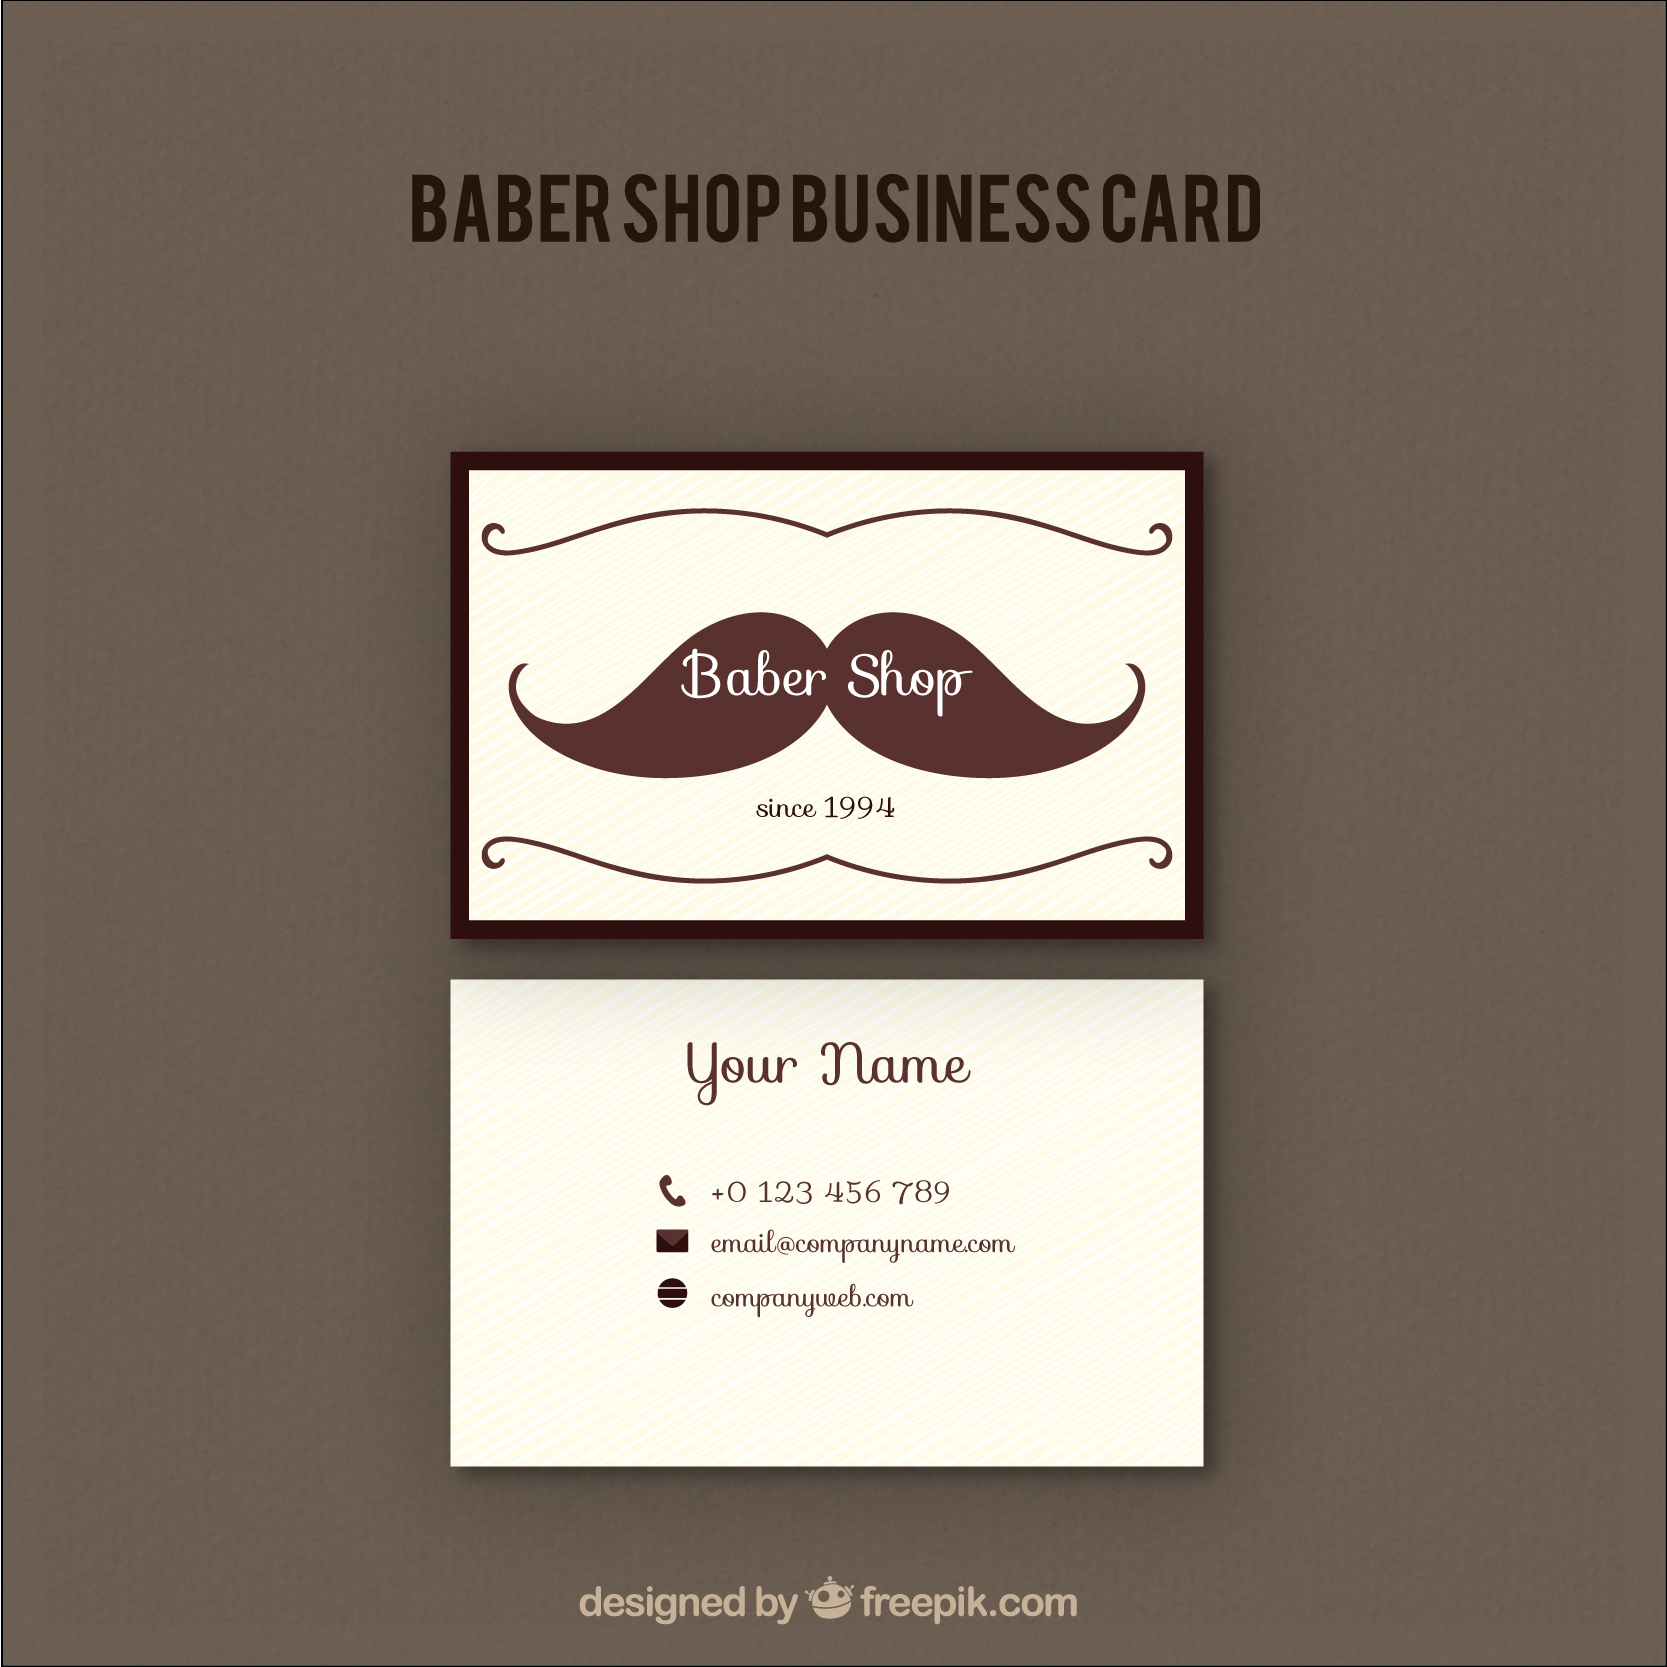 BABER SHOP BUSINESS CARD
Baber Shop
since 1994
Your Name
+0 123 456 789
email@companyname.com
companyweb.com
designed by freepik.com